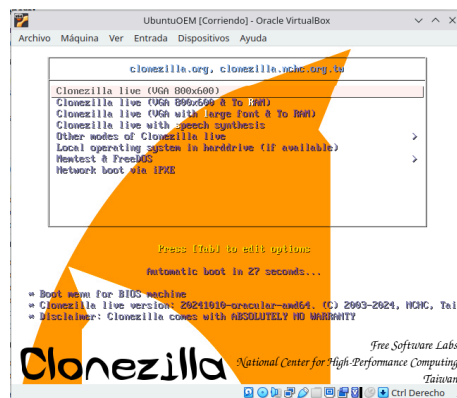 UbuntuOEM [Corriendo] - Oracle VirtualBox
Archivo Máquina Ver Entrada Dispositivos Ayuda
clonezilla.org, clonezilla.nchc.org.tw
Clonezilla live (VGA 800x600)
Clonezilla live (VGA 800x600 & To RAM)
Clonezilla live (VGA with large font & To RAM)
Clonezilla live with speech synthesis
Other modes of Clonezilla live >
Local operating system in harddrive (if available)
Memtest & FreeDOS >
Network boot via iPXE
Press [Tab] to edit options
Automatic boot in 27 seconds...
* Boot menu for BIOS machine
* Clonezilla live version: 20241010-oracular-amd64. (C) 2003-2024, NCHC, Tai
* Disclaimer: Clonezilla comes with ABSOLUTELY NO WARRANTY
Free Software Labs
Clonezilla
National Center for High-Performance Computing
Taiwan
Ctrl Derecho